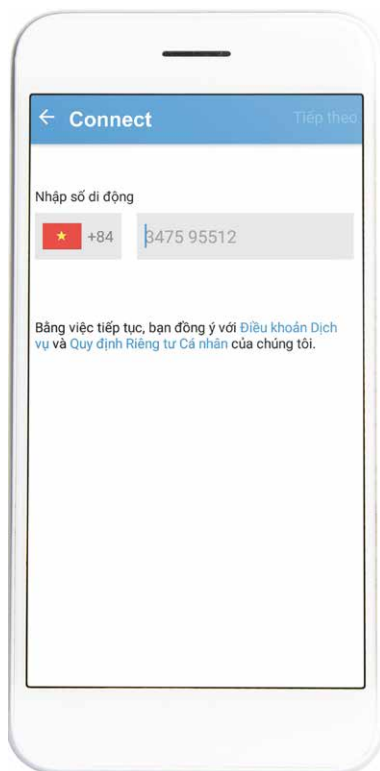 Connect
Tiếp theo
Nhập số di động
+84
3475 95512
Bằng việc tiếp tục, bạn đồng ý với Điều khoản Dịch
vụ và Quy định Riêng tư Cá nhân của chúng tôi.